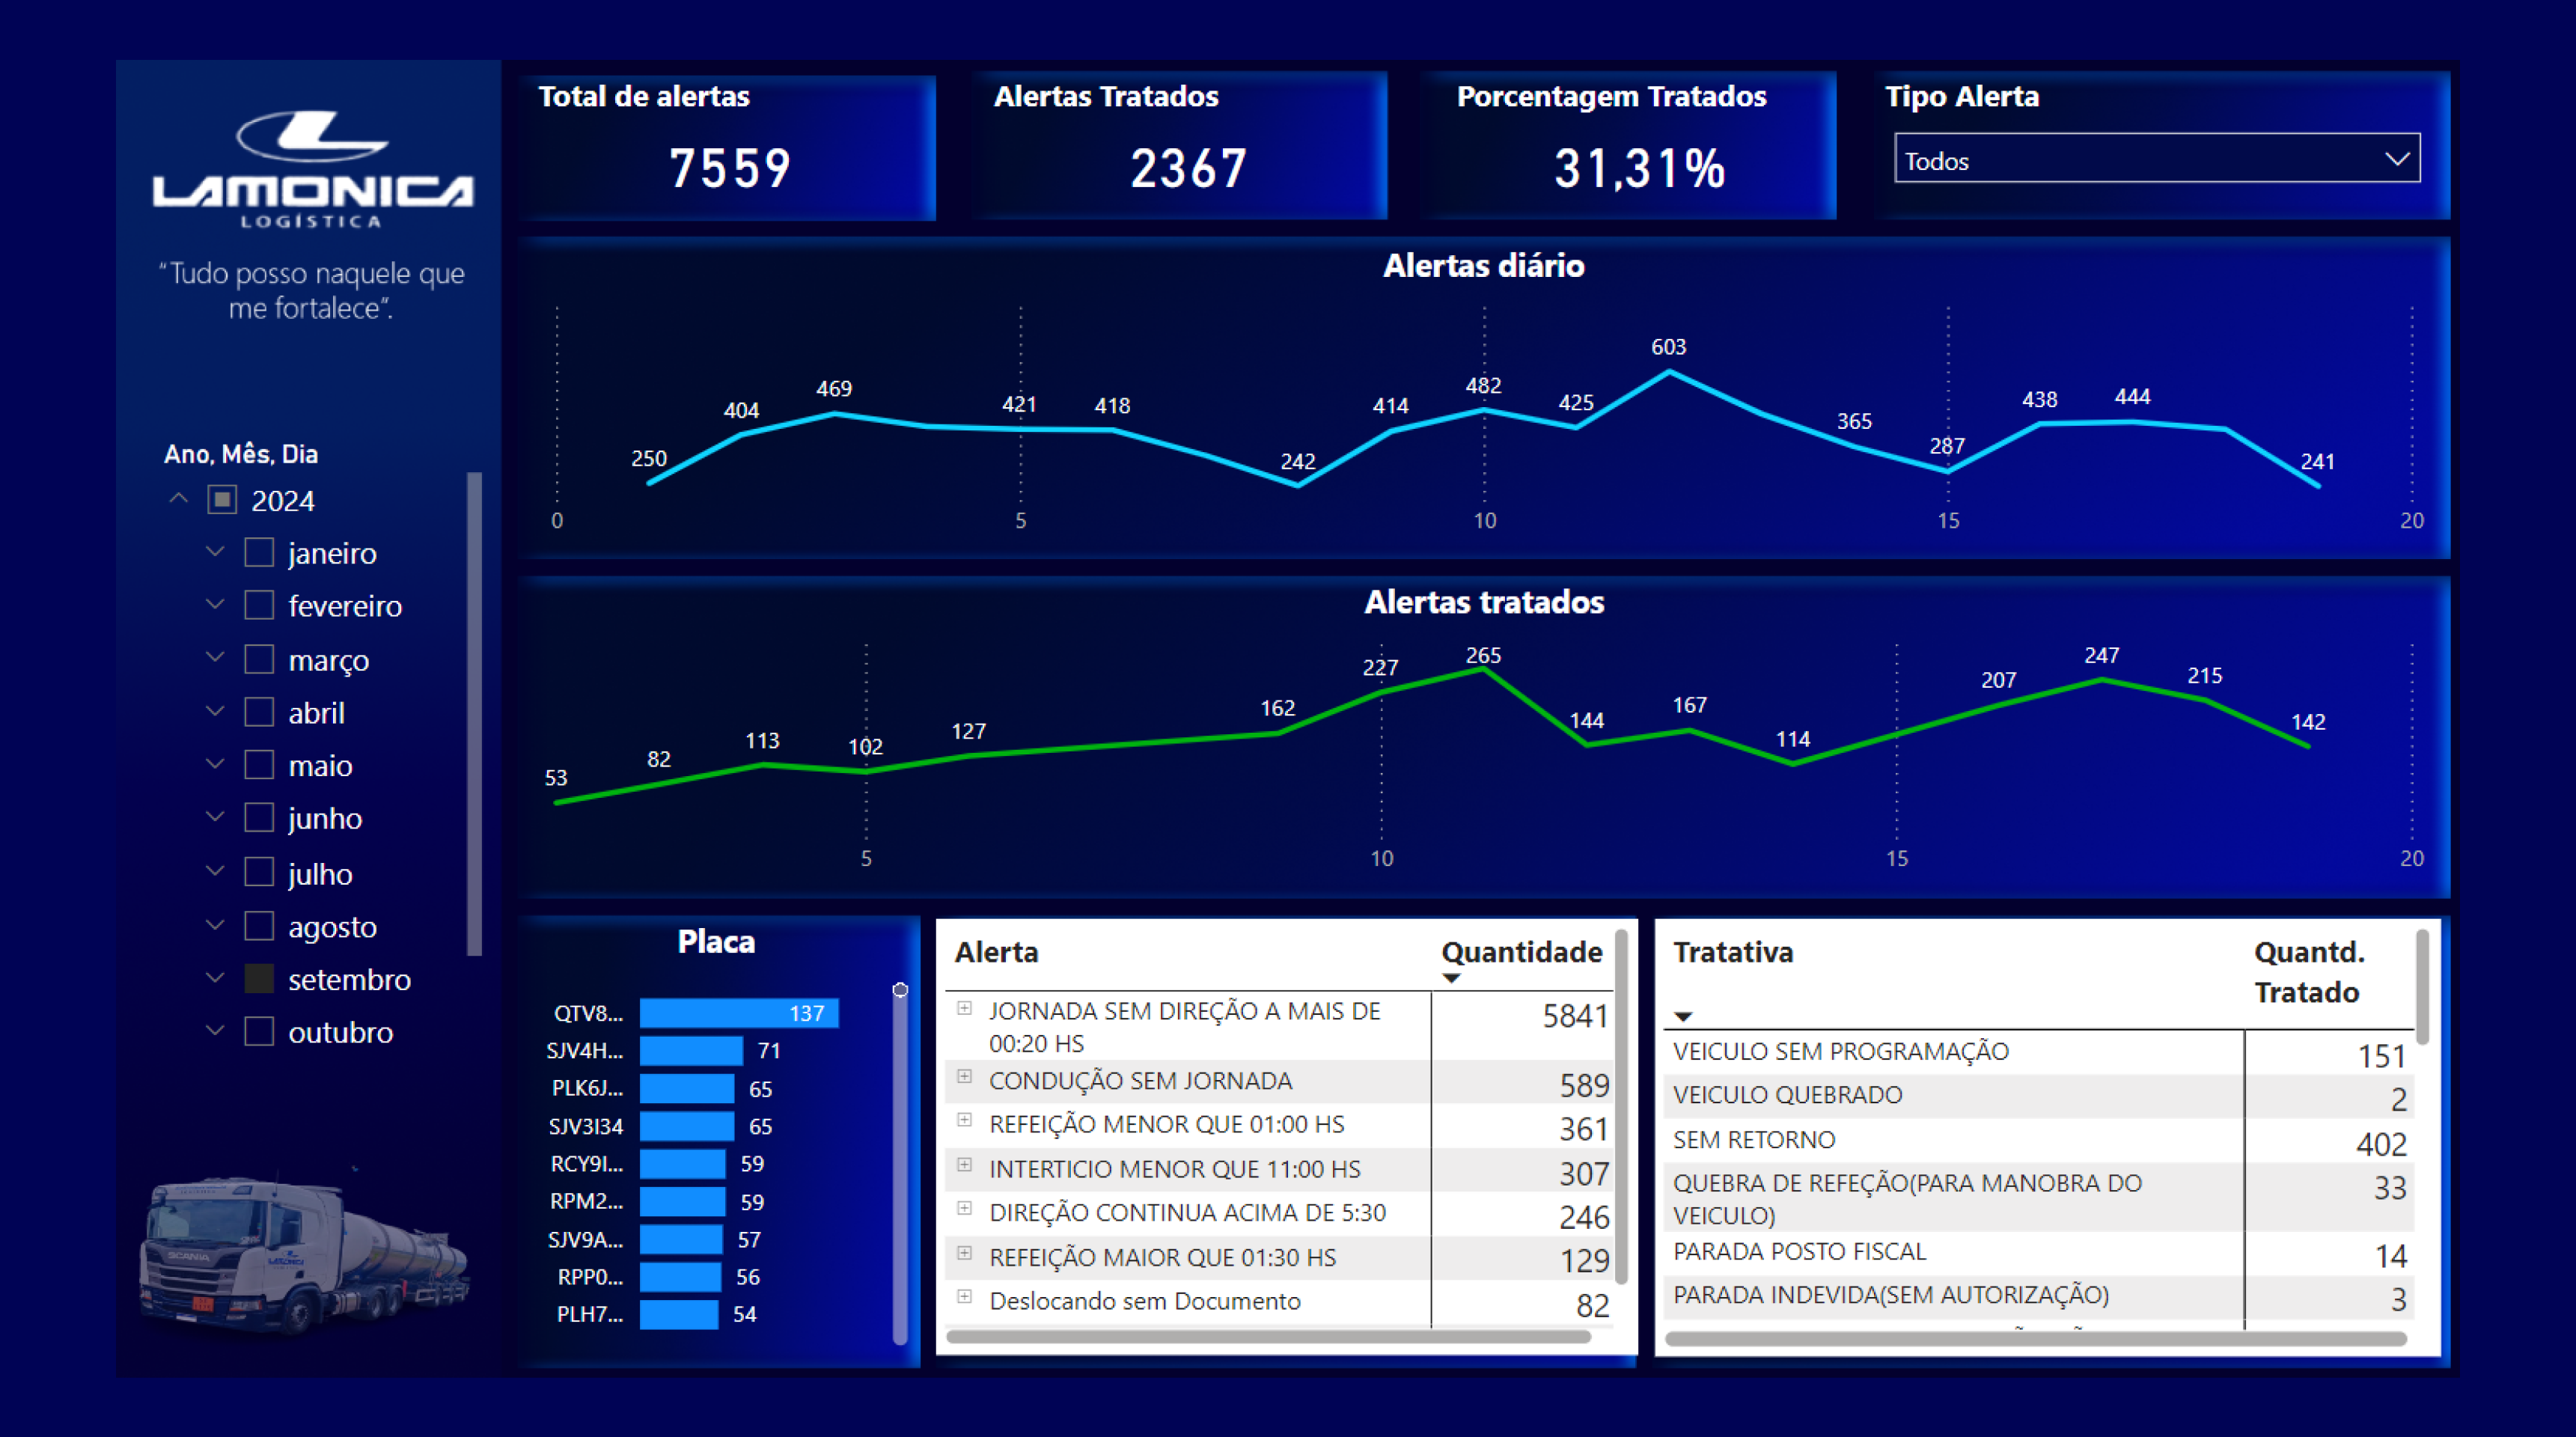 LAMONICA
LOGÍSTICA
“Tudo posso naquele que
me fortalece”.
Ano, Mês, Dia
2024
janeiro
fevereiro
março
abril
maio
junho
julho
agosto
setembro
outubro
Total de alertas
7559
Alertas Tratados
2367
Porcentagem Tratados
31,31%
Tipo Alerta
Todos
Alertas diário
250 404 469 421 418 242 414 482 425 603 365 287 438 444 241
0 5 10 15 20
Alertas tratados
53 82 113 102 127 162 227 265 144 167 114 207 247 215 142
5 10 15 20
Placa
QTV8... 137
SJV4H... 71
PLK6J... 65
SJV3I34 65
RCY9I... 59
RPM2... 59
SJV9A... 57
RPP0... 56
PLH7... 54
Alerta Quantidade
JORNADA SEM DIREÇÃO A MAIS DE 5841
00:20 HS
CONDUÇÃO SEM JORNADA 589
REFEIÇÃO MENOR QUE 01:00 HS 361
INTERTICIO MENOR QUE 11:00 HS 307
DIREÇÃO CONTINUA ACIMA DE 5:30 246
REFEIÇÃO MAIOR QUE 01:30 HS 129
Deslocando sem Documento 82
Tratativa Quantd.
Tratado
VEICULO SEM PROGRAMAÇÃO 151
VEICULO QUEBRADO 2
SEM RETORNO 402
QUEBRA DE REFEÇÃO(PARA MANOBRA DO 33
VEICULO)
PARADA POSTO FISCAL 14
PARADA INDEVIDA(SEM AUTORIZAÇÃO) 3
SCANIA